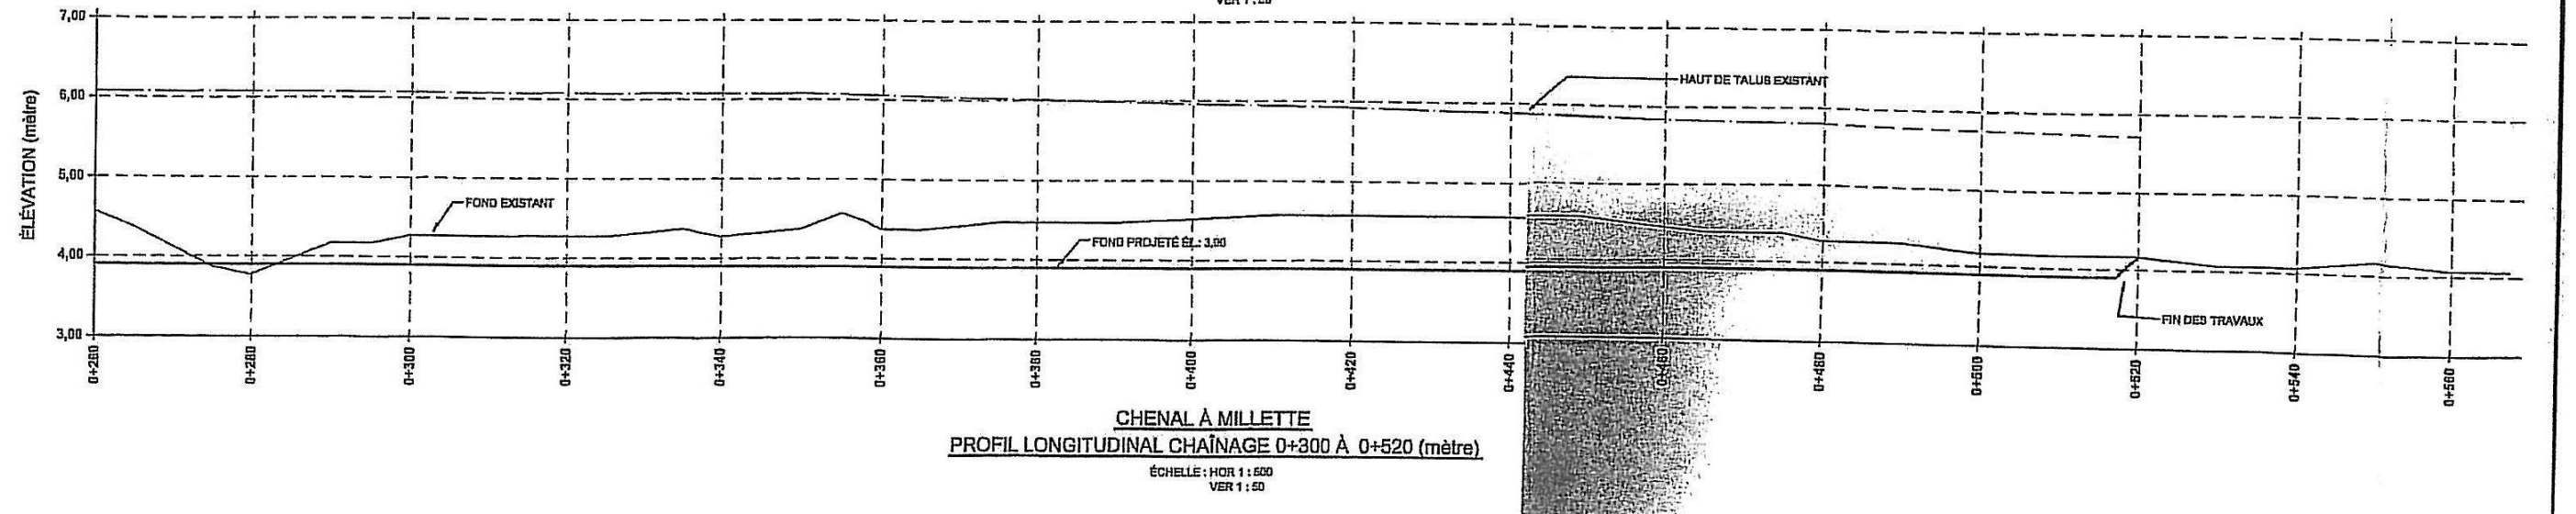 VER 1 : 20
7,00
6,00
5,00
4,00
3,00
ÉLÉVATION (mètre)
HAUT DE TALUS EXISTANT
FOND EXISTANT
FOND PROJETÉ ÉL.: 3,90
FIN DES TRAVAUX
0+260 0+280 0+300 0+320 0+340 0+360 0+380 0+400 0+420 0+440 0+460 0+480 0+500 0+520 0+540 0+560
CHENAL À MILLETTE
PROFIL LONGITUDINAL CHAÎNAGE 0+300 À 0+520 (mètre)
ÉCHELLE : HOR 1 : 500
VER 1 : 50